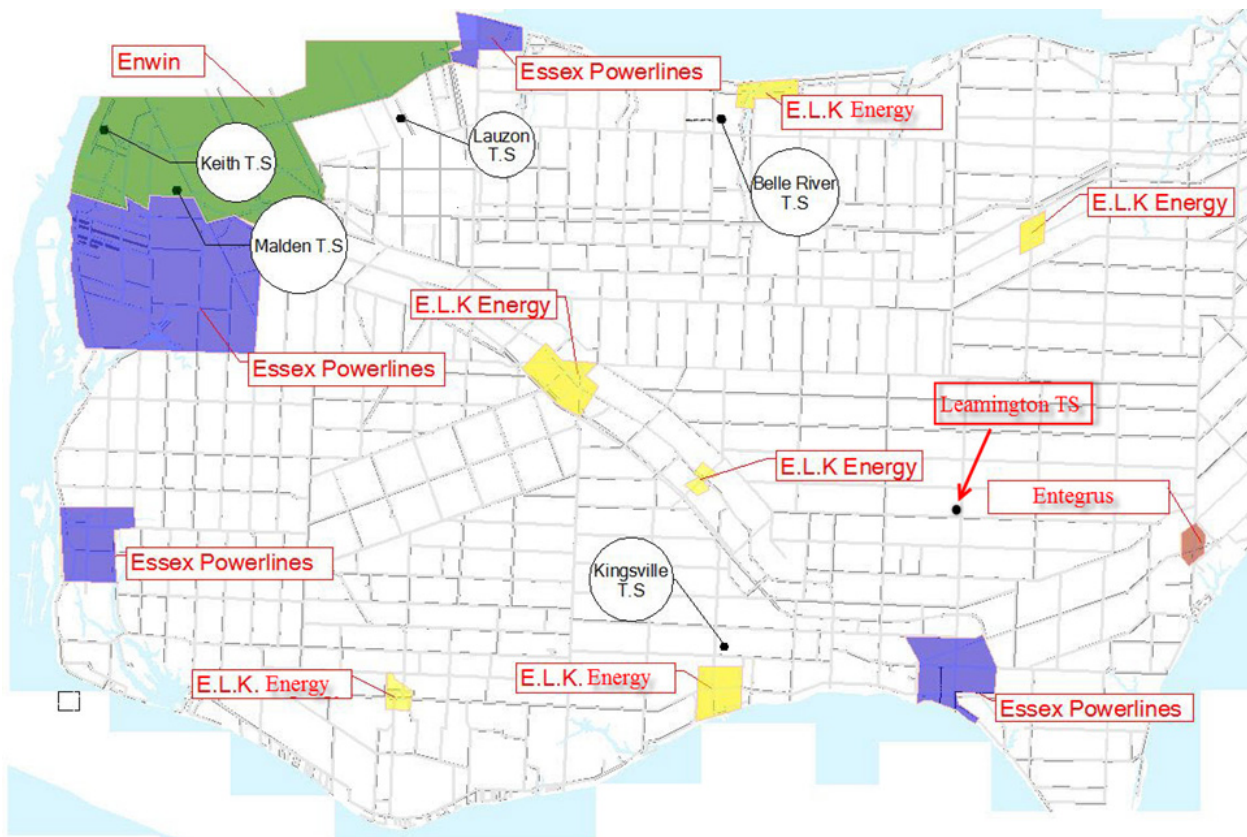 Enwin
Essex Powerlines
E.L.K Energy
Keith T.S
Lauzon
T.S
Belle River
T.S
E.L.K Energy
Malden T.S
E.L.K Energy
Essex Powerlines
Leamington TS
E.L.K Energy
Entegrus
Essex Powerlines
Kingsville
T.S
E.L.K. Energy
E.L.K. Energy
Essex Powerlines